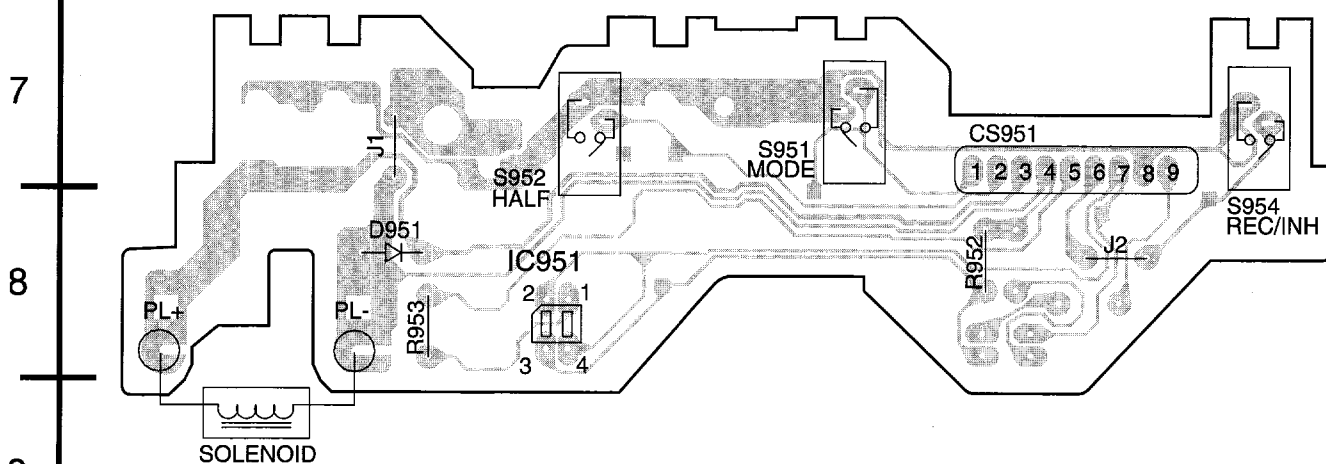 7
J1
S952
HALF
S951
MODE
CS951
1 2 3 4 5 6 7 8 9
S954
REC/INH
D951
IC951
R952
J2
8
2 1
PL+
PL-
R953
3 4
SOLENOID